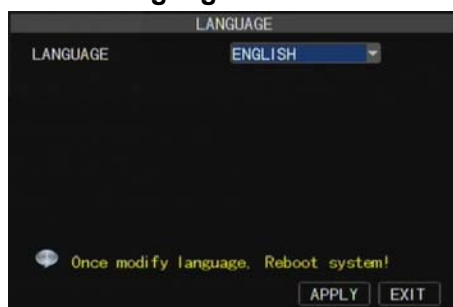 LANGUAGE
LANGUAGE ENGLISH
Once modify language, Reboot system!
APPLY EXIT